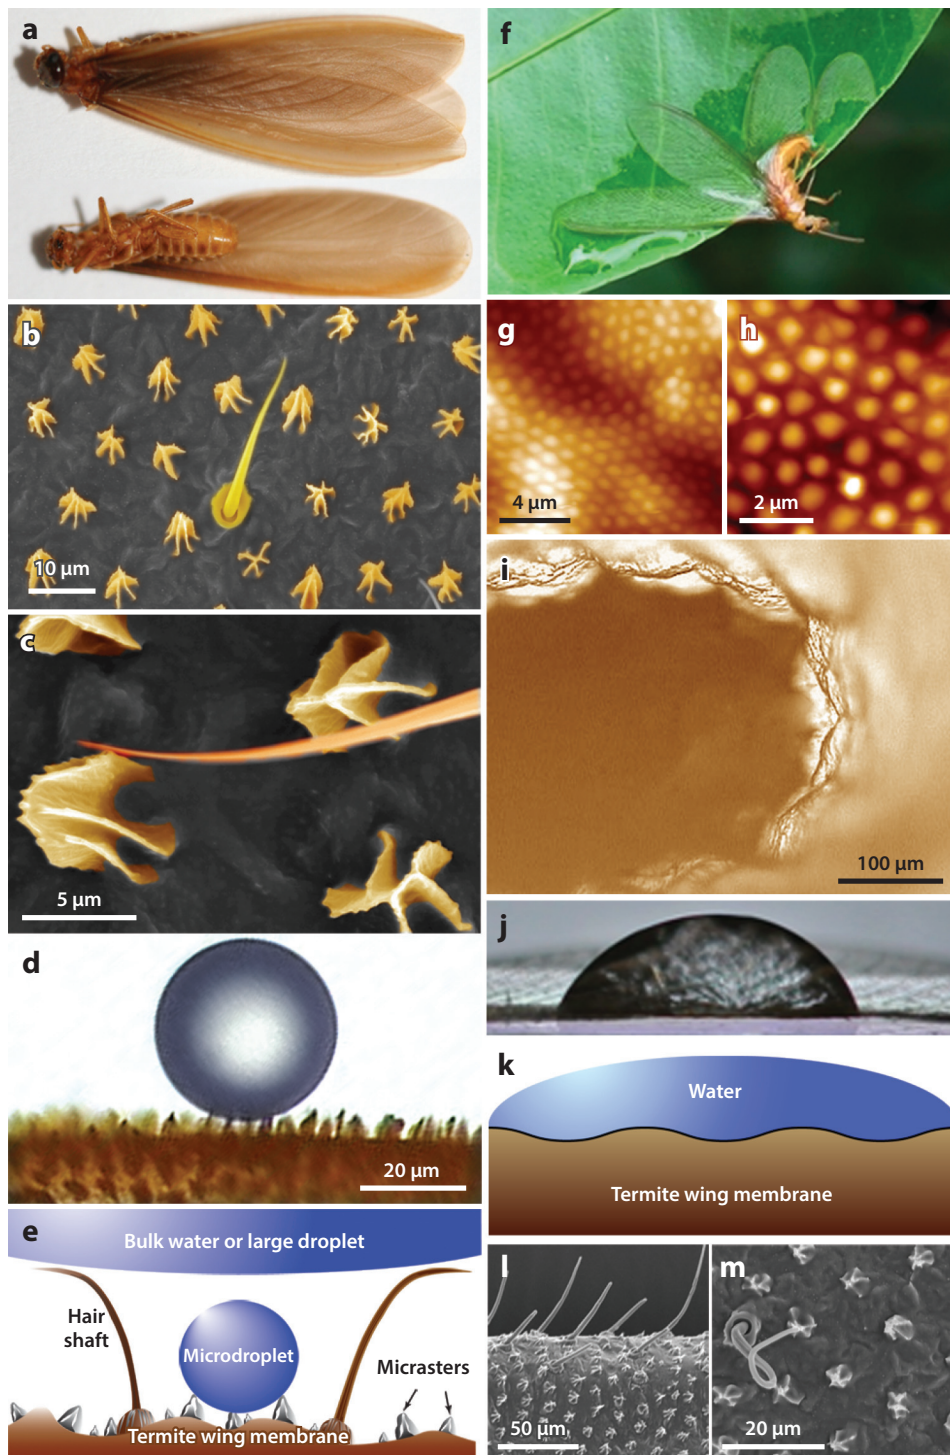 a
b
10 μm
c
5 μm
d
20 μm
e
Bulk water or large droplet
Hair
shaft
Microdroplet
Micrasters
Termite wing membrane
f
g
4 μm
h
2 μm
i
100 μm
j
k
Water
Termite wing membrane
l
50 μm
m
20 μm